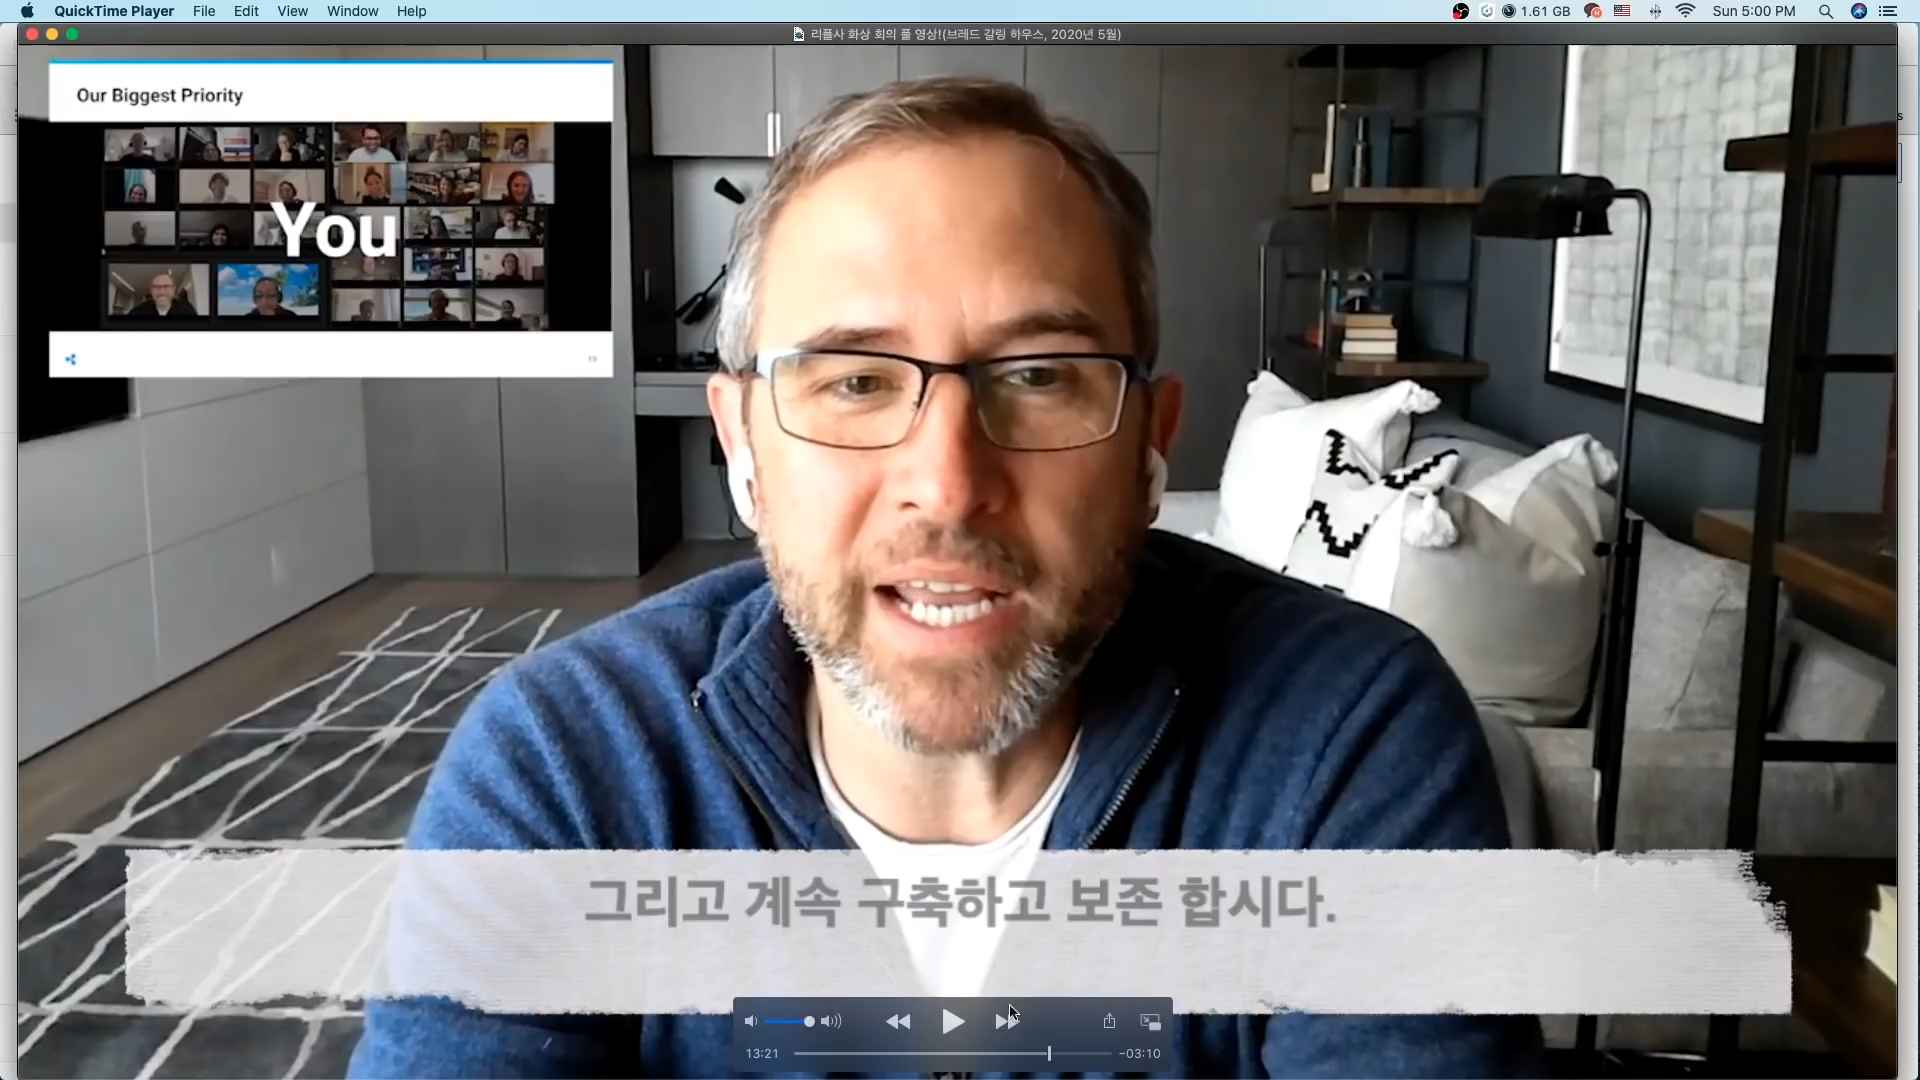 QuickTime Player File Edit View Window Help 1.61 GB Sun 5:00 PM
리플사 화상 회의 풀 영상!(브레드 갈링 하우스, 2020년 5월)
Our Biggest Priority
You
19
그리고 계속 구축하고 보존 합시다.
13:21 -03:10